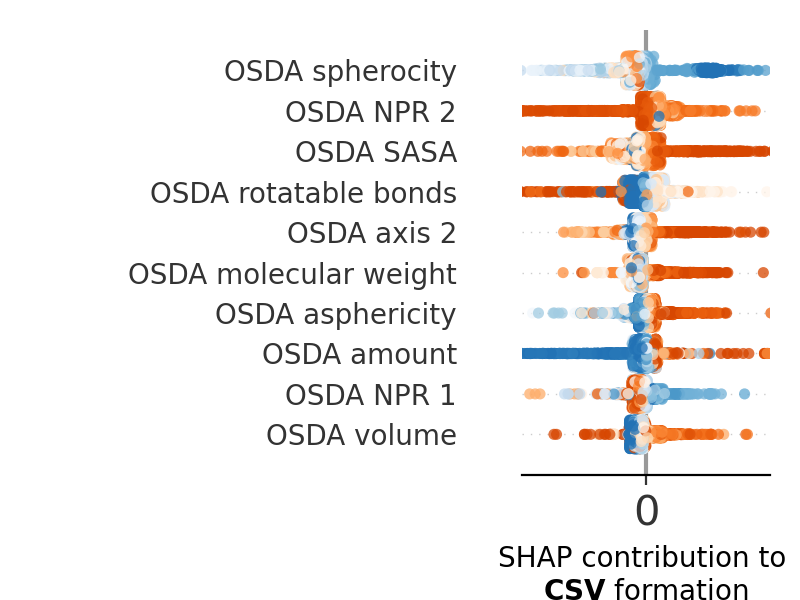 OSDA spherocity
OSDA NPR 2
OSDA SASA
OSDA rotatable bonds
OSDA axis 2
OSDA molecular weight
OSDA asphericity
OSDA amount
OSDA NPR 1
OSDA volume
0
SHAP contribution to
CSV formation